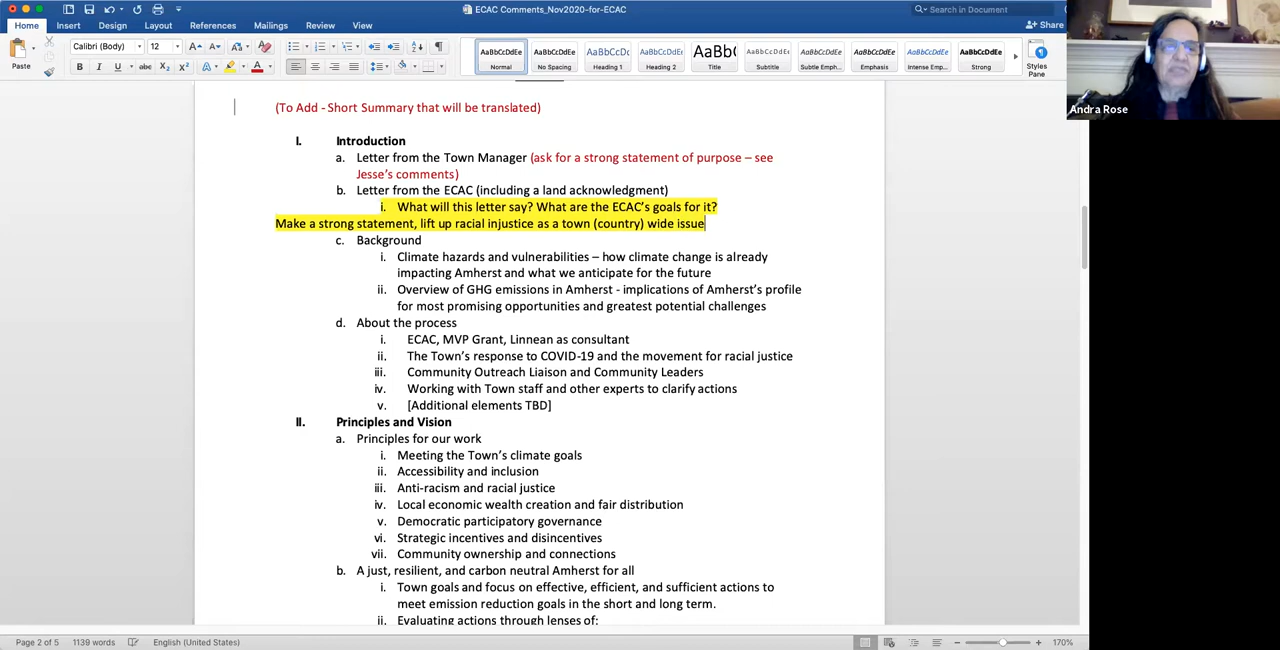 ECAC Comments_Nov2020-for-ECAC
Search in Document
Home Insert Design Layout References Mailings Review View
Share
Paste
Calibri (Body) 12
AaBbCcDdEe AaBbCcDdEe AaBbCcDc AaBbCcDdEe AaBb( AaBbCcDdEe AaBbCcDdEe AaBbCcDdEe AaBbCcDdEe AaBbCcDdEe
Normal No Spacing Heading 1 Heading 2 Title Subtitle Subtle Emph... Emphasis Intense Emp... Strong
Styles
Pane
Andra Rose
(To Add - Short Summary that will be translated)
I. Introduction
a. Letter from the Town Manager (ask for a strong statement of purpose – see
Jesse's comments)
b. Letter from the ECAC (including a land acknowledgment)
i. What will this letter say? What are the ECAC's goals for it?
Make a strong statement, lift up racial injustice as a town (country) wide issue
c. Background
i. Climate hazards and vulnerabilities – how climate change is already
impacting Amherst and what we anticipate for the future
ii. Overview of GHG emissions in Amherst - implications of Amherst's profile
for most promising opportunities and greatest potential challenges
d. About the process
i. ECAC, MVP Grant, Linnean as consultant
ii. The Town's response to COVID-19 and the movement for racial justice
iii. Community Outreach Liaison and Community Leaders
iv. Working with Town staff and other experts to clarify actions
v. [Additional elements TBD]
II. Principles and Vision
a. Principles for our work
i. Meeting the Town's climate goals
ii. Accessibility and inclusion
iii. Anti-racism and racial justice
iv. Local economic wealth creation and fair distribution
v. Democratic participatory governance
vi. Strategic incentives and disincentives
vii. Community ownership and connections
b. A just, resilient, and carbon neutral Amherst for all
i. Town goals and focus on effective, efficient, and sufficient actions to
meet emission reduction goals in the short and long term.
ii. Evaluating actions through lenses of:
Page 2 of 5 1139 words English (United States) 170%